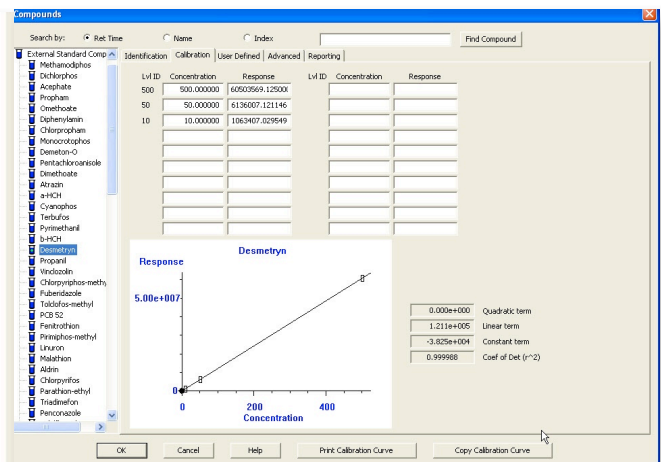 Compounds
Search by: Ret Time Name Index Find Compound
External Standard Comp
Methamodiphos
Dichlorphos
Acephate
Propham
Omethoate
Diphenylamin
Chlorpropham
Monocrotophos
Demeton-O
Pentachloroanisole
Dimethoate
Atrazin
a-HCH
Cyanophos
Terbufos
Pyrimethanil
b-HCH
Desmetryn
Propanil
Vinclozolin
Chlorpyriphos-methy
Fuberidazole
Tolclofos-methyl
PCB 52
Fenitrothion
Pirimiphos-methyl
Linuron
Malathion
Aldrin
Chlorpyrifos
Parathion-ethyl
Triadimefon
Penconazole
Identification Calibration User Defined Advanced Reporting
Lvl ID Concentration Response Lvl ID Concentration Response
500 500.000000 60503569.12500
50 50.000000 6136007.121146
10 10.000000 1063407.029549
Desmetryn
Response
5.00e+007
0
0 200 400
Concentration
0.000e+000 Quadratic term
1.211e+005 Linear term
-3.825e+004 Constant term
0.999988 Coef of Det (r^2)
OK Cancel Help Print Calibration Curve Copy Calibration Curve